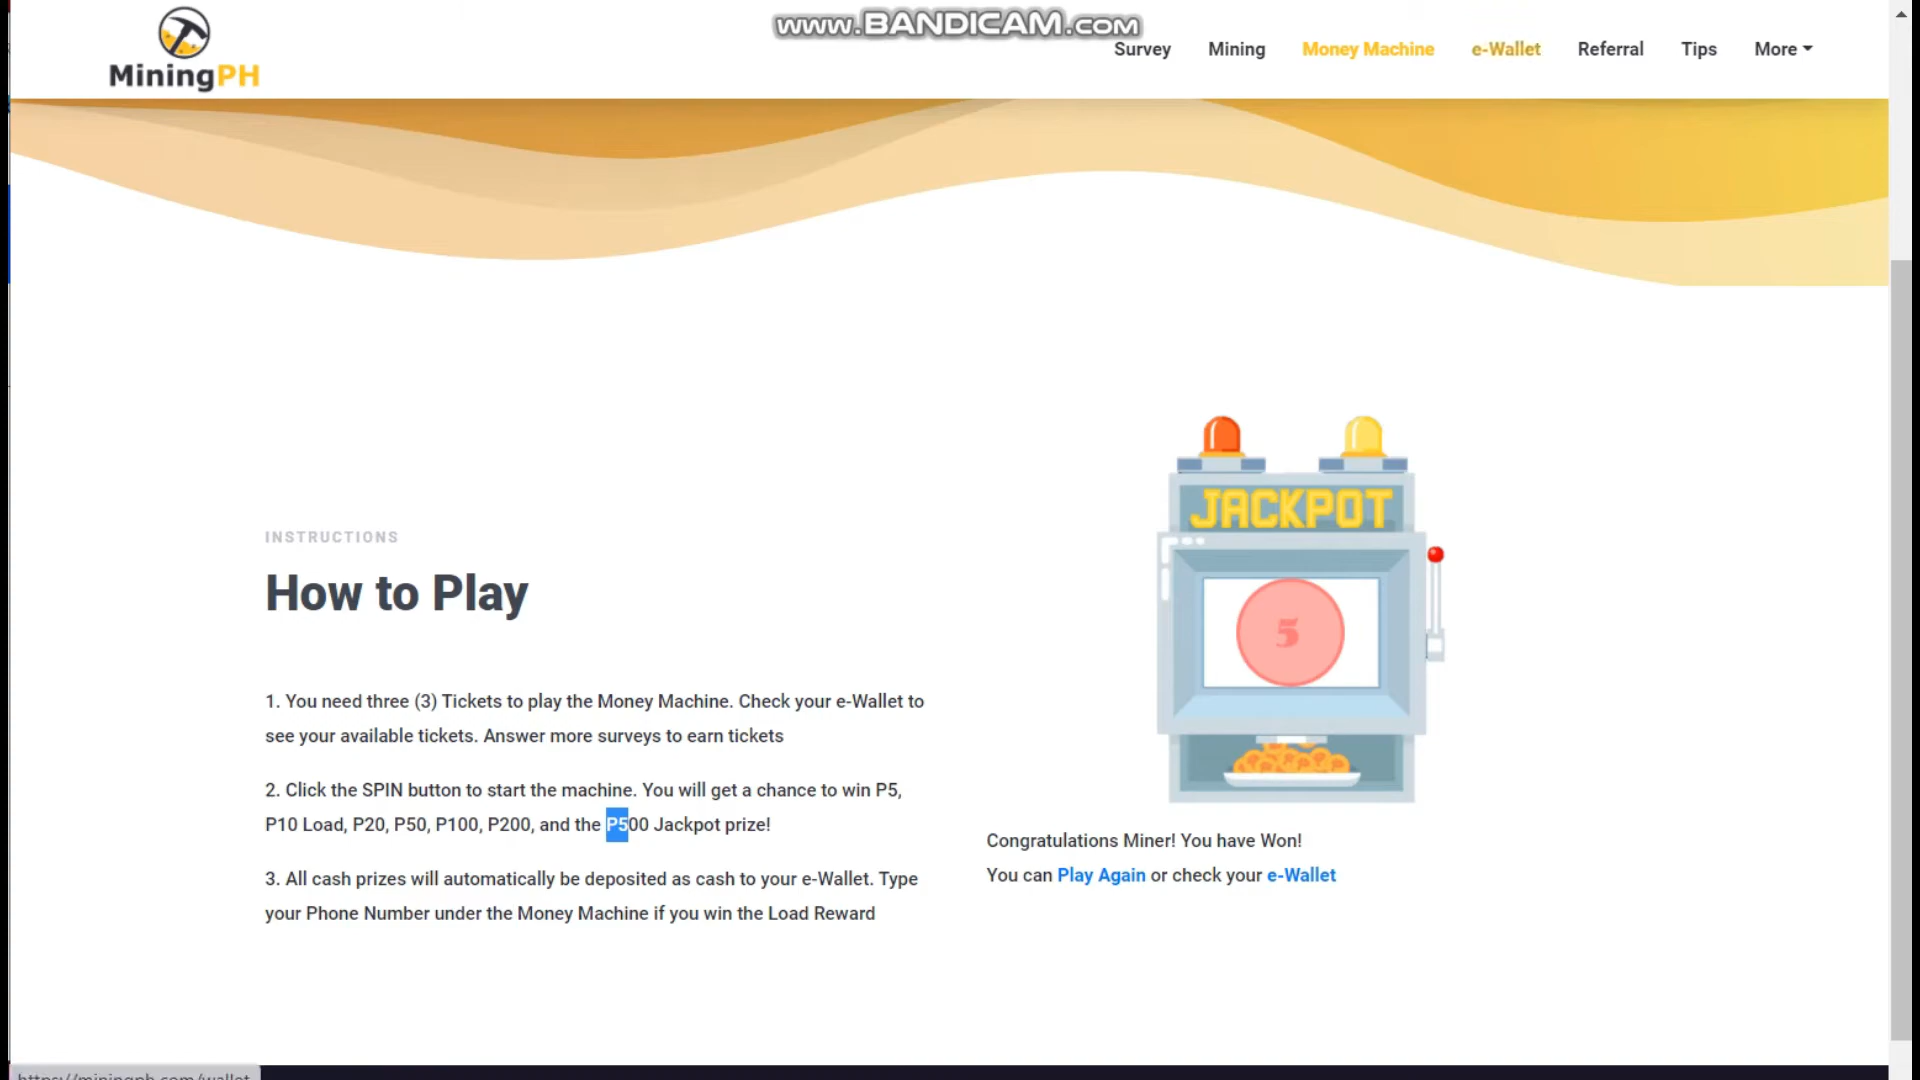 www.BANDICAM.com
MiningPH
Survey Mining Money Machine e-Wallet Referral Tips More
JACKPOT
5
INSTRUCTIONS
How to Play
1. You need three (3) Tickets to play the Money Machine. Check your e-Wallet to
see your available tickets. Answer more surveys to earn tickets
2. Click the SPIN button to start the machine. You will get a chance to win P5,
P10 Load, P20, P50, P100, P200, and the P500 Jackpot prize!
3. All cash prizes will automatically be deposited as cash to your e-Wallet. Type
your Phone Number under the Money Machine if you win the Load Reward
Congratulations Miner! You have Won!
You can Play Again or check your e-Wallet
https://miningph.com/wallet